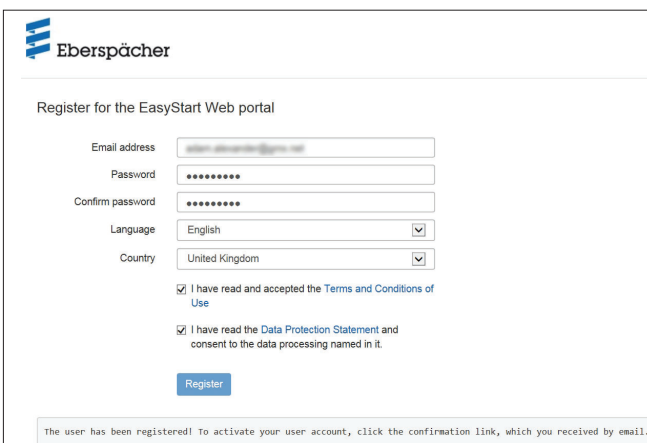 Eberspächer
Register for the EasyStart Web portal
Email address
Password •••••••••
Confirm password •••••••••
Language English
Country United Kingdom
I have read and accepted the Terms and Conditions of
Use
I have read the Data Protection Statement and
consent to the data processing named in it.
Register
The user has been registered! To activate your user account, click the confirmation link, which you received by email.